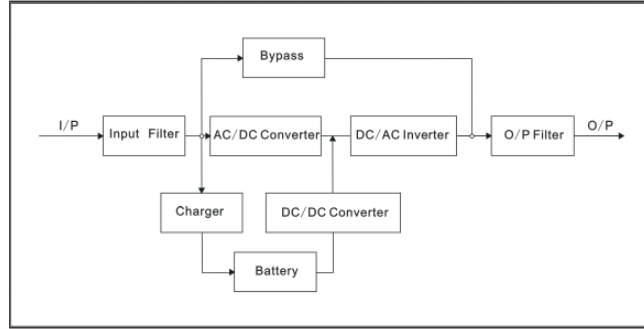 Bypass
I/P
Input Filter
AC/DC Converter
DC/AC Inverter
O/P Filter
O/P
Charger
DC/DC Converter
Battery